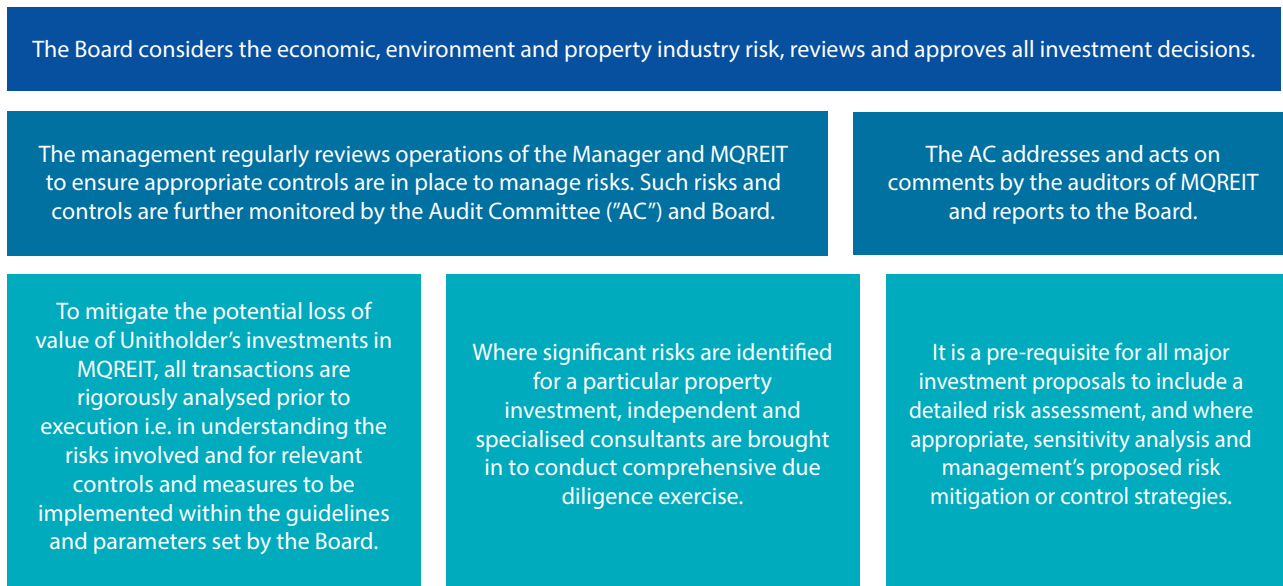 The Board considers the economic, environment and property industry risk, reviews and approves all investment decisions.
The management regularly reviews operations of the Manager and MQREIT
to ensure appropriate controls are in place to manage risks. Such risks and
controls are further monitored by the Audit Committee (”AC”) and Board.
The AC addresses and acts on
comments by the auditors of MQREIT
and reports to the Board.
To mitigate the potential loss of
value of Unitholder’s investments in
MQREIT, all transactions are
rigorously analysed prior to
execution i.e. in understanding the
risks involved and for relevant
controls and measures to be
implemented within the guidelines
and parameters set by the Board.
Where significant risks are identified
for a particular property
investment, independent and
specialised consultants are brought
in to conduct comprehensive due
diligence exercise.
It is a pre-requisite for all major
investment proposals to include a
detailed risk assessment, and where
appropriate, sensitivity analysis and
management’s proposed risk
mitigation or control strategies.